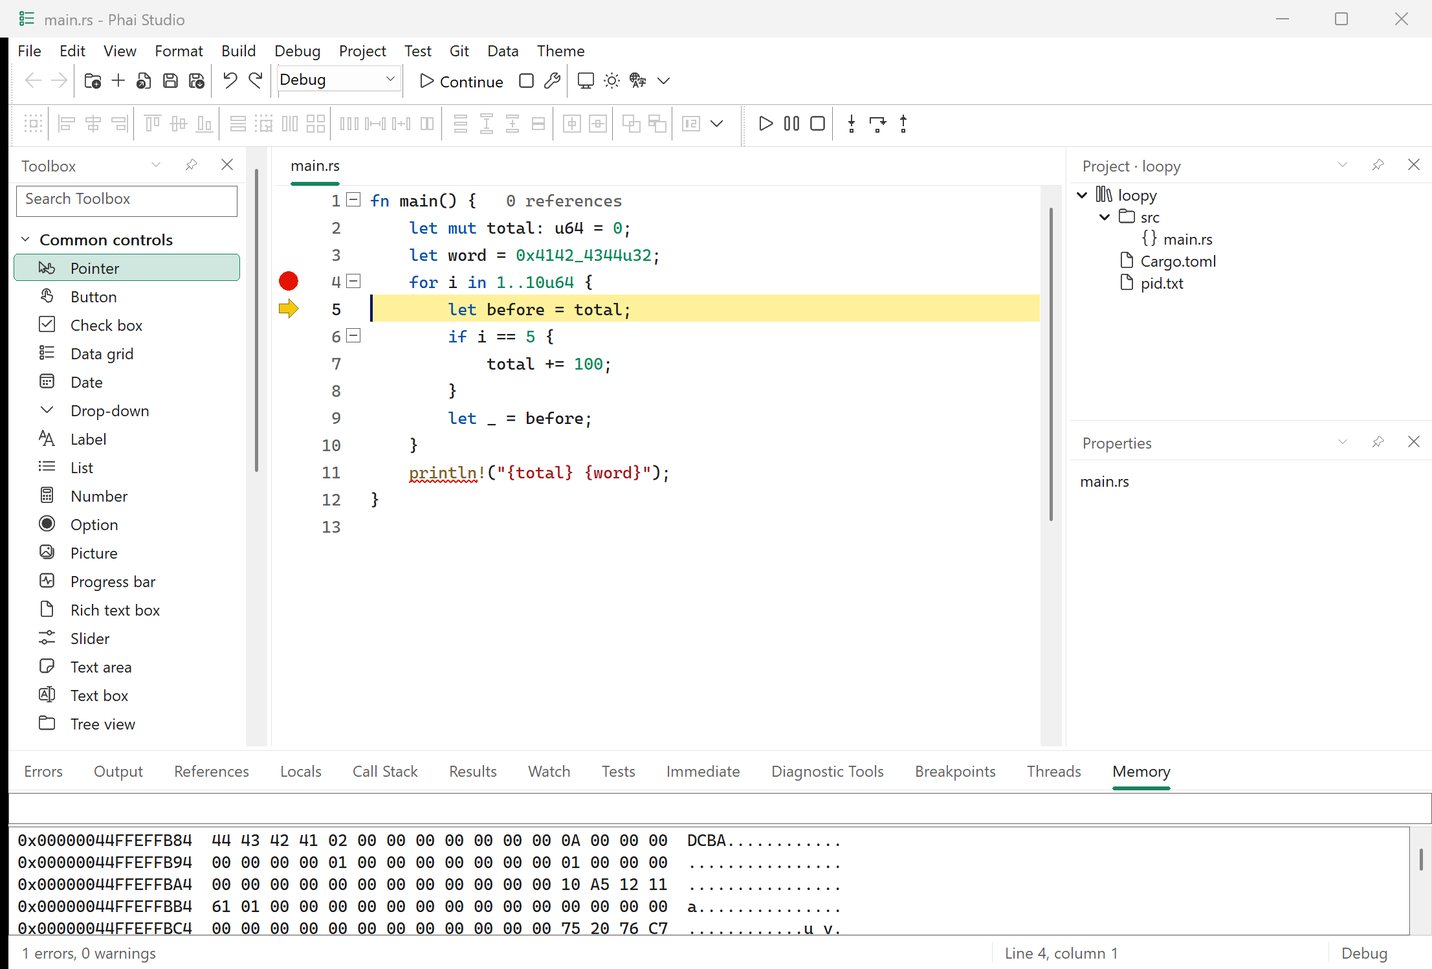 main.rs - Phai Studio
File Edit View Format Build Debug Project Test Git Data Theme
Debug Continue
Toolbox
Search Toolbox
Common controls
Pointer
Button
Check box
Data grid
Date
Drop-down
Label
List
Number
Option
Picture
Progress bar
Rich text box
Slider
Text area
Text box
Tree view
main.rs
1 fn main() { 0 references
2 let mut total: u64 = 0;
3 let word = 0x4142_4344u32;
4 for i in 1..10u64 {
5 let before = total;
6 if i == 5 {
7 total += 100;
8 }
9 let _ = before;
10 }
11 println!("{total} {word}");
12 }
13
Project · loopy
loopy
src
{} main.rs
Cargo.toml
pid.txt
Properties
main.rs
Errors Output References Locals Call Stack Results Watch Tests Immediate Diagnostic Tools Breakpoints Threads Memory
0x00000044FFEFFB84 44 43 42 41 02 00 00 00 00 00 00 00 0A 00 00 00 DCBA............
0x00000044FFEFFB94 00 00 00 00 01 00 00 00 00 00 00 00 01 00 00 00 ................
0x00000044FFEFFBA4 00 00 00 00 00 00 00 00 00 00 00 00 10 A5 12 11 ................
0x00000044FFEFFBB4 61 01 00 00 00 00 00 00 00 00 00 00 00 00 00 00 a...............
0x00000044FFEFFBC4 00 00 00 00 00 00 00 00 00 00 00 00 75 20 76 C7 ............u v.
1 errors, 0 warnings
Line 4, column 1
Debug